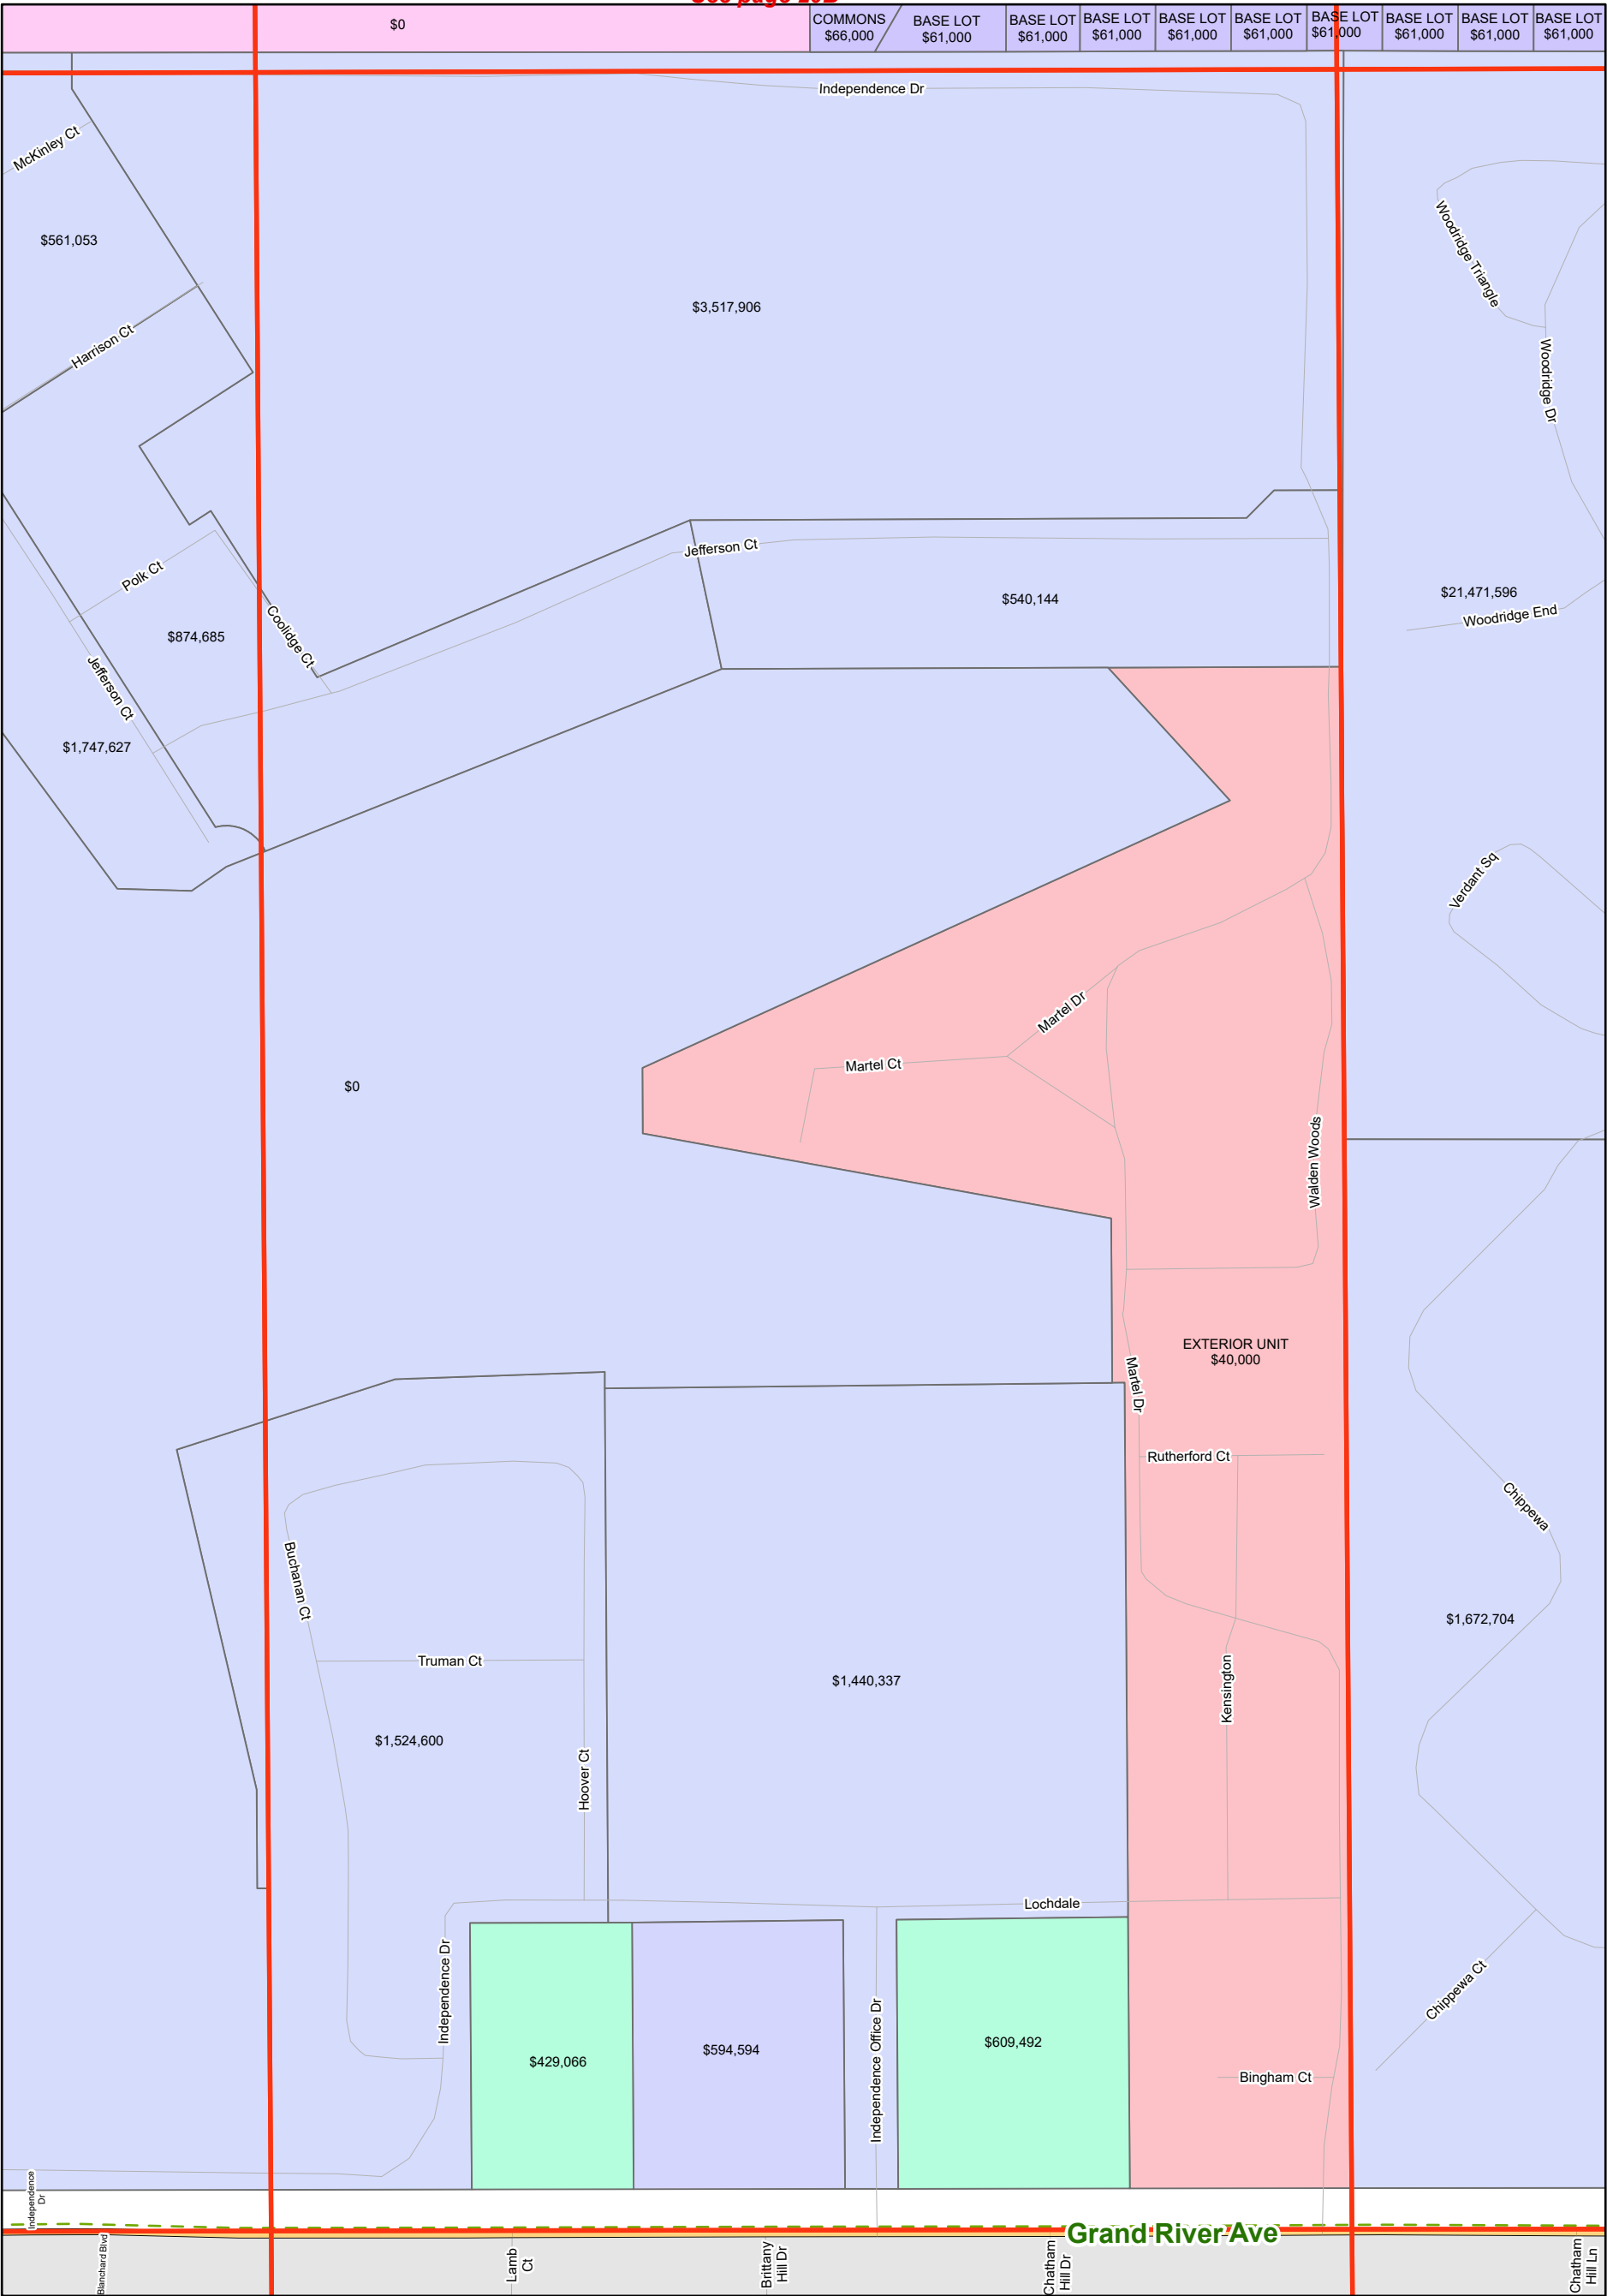 $0
COMMONS
$66,000
BASE LOT
$61,000
BASE LOT
$61,000
BASE LOT
$61,000
BASE LOT
$61,000
BASE LOT
$61,000
BASE LOT
$61,000
BASE LOT
$61,000
BASE LOT
$61,000
BASE LOT
$61,000
Independence Dr
McKinley Ct
$561,053
Harrison Ct
$3,517,906
Woodridge Triangle
Woodridge Dr
Jefferson Ct
Polk Ct
$540,144
$21,471,596
Woodridge End
$874,685
Coolidge Ct
Jefferson Ct
$1,747,627
Verdant Sq
Martel Dr
Martel Ct
$0
Walden Woods
EXTERIOR UNIT
$40,000
Martel Dr
Rutherford Ct
Chippewa
Buchanan Ct
$1,672,704
Truman Ct
$1,440,337
Kensington
$1,524,600
Hoover Ct
Lochdale
Independence Dr
Chippewa Ct
Independence Office Dr
$429,066
$594,594
$609,492
Bingham Ct
Independence
Dr
Grand River Ave
Blanchard Blvd
Lamb
Ct
Brittany
Hill Dr
Chatham
Hill Dr
Chatham
Hill Ln